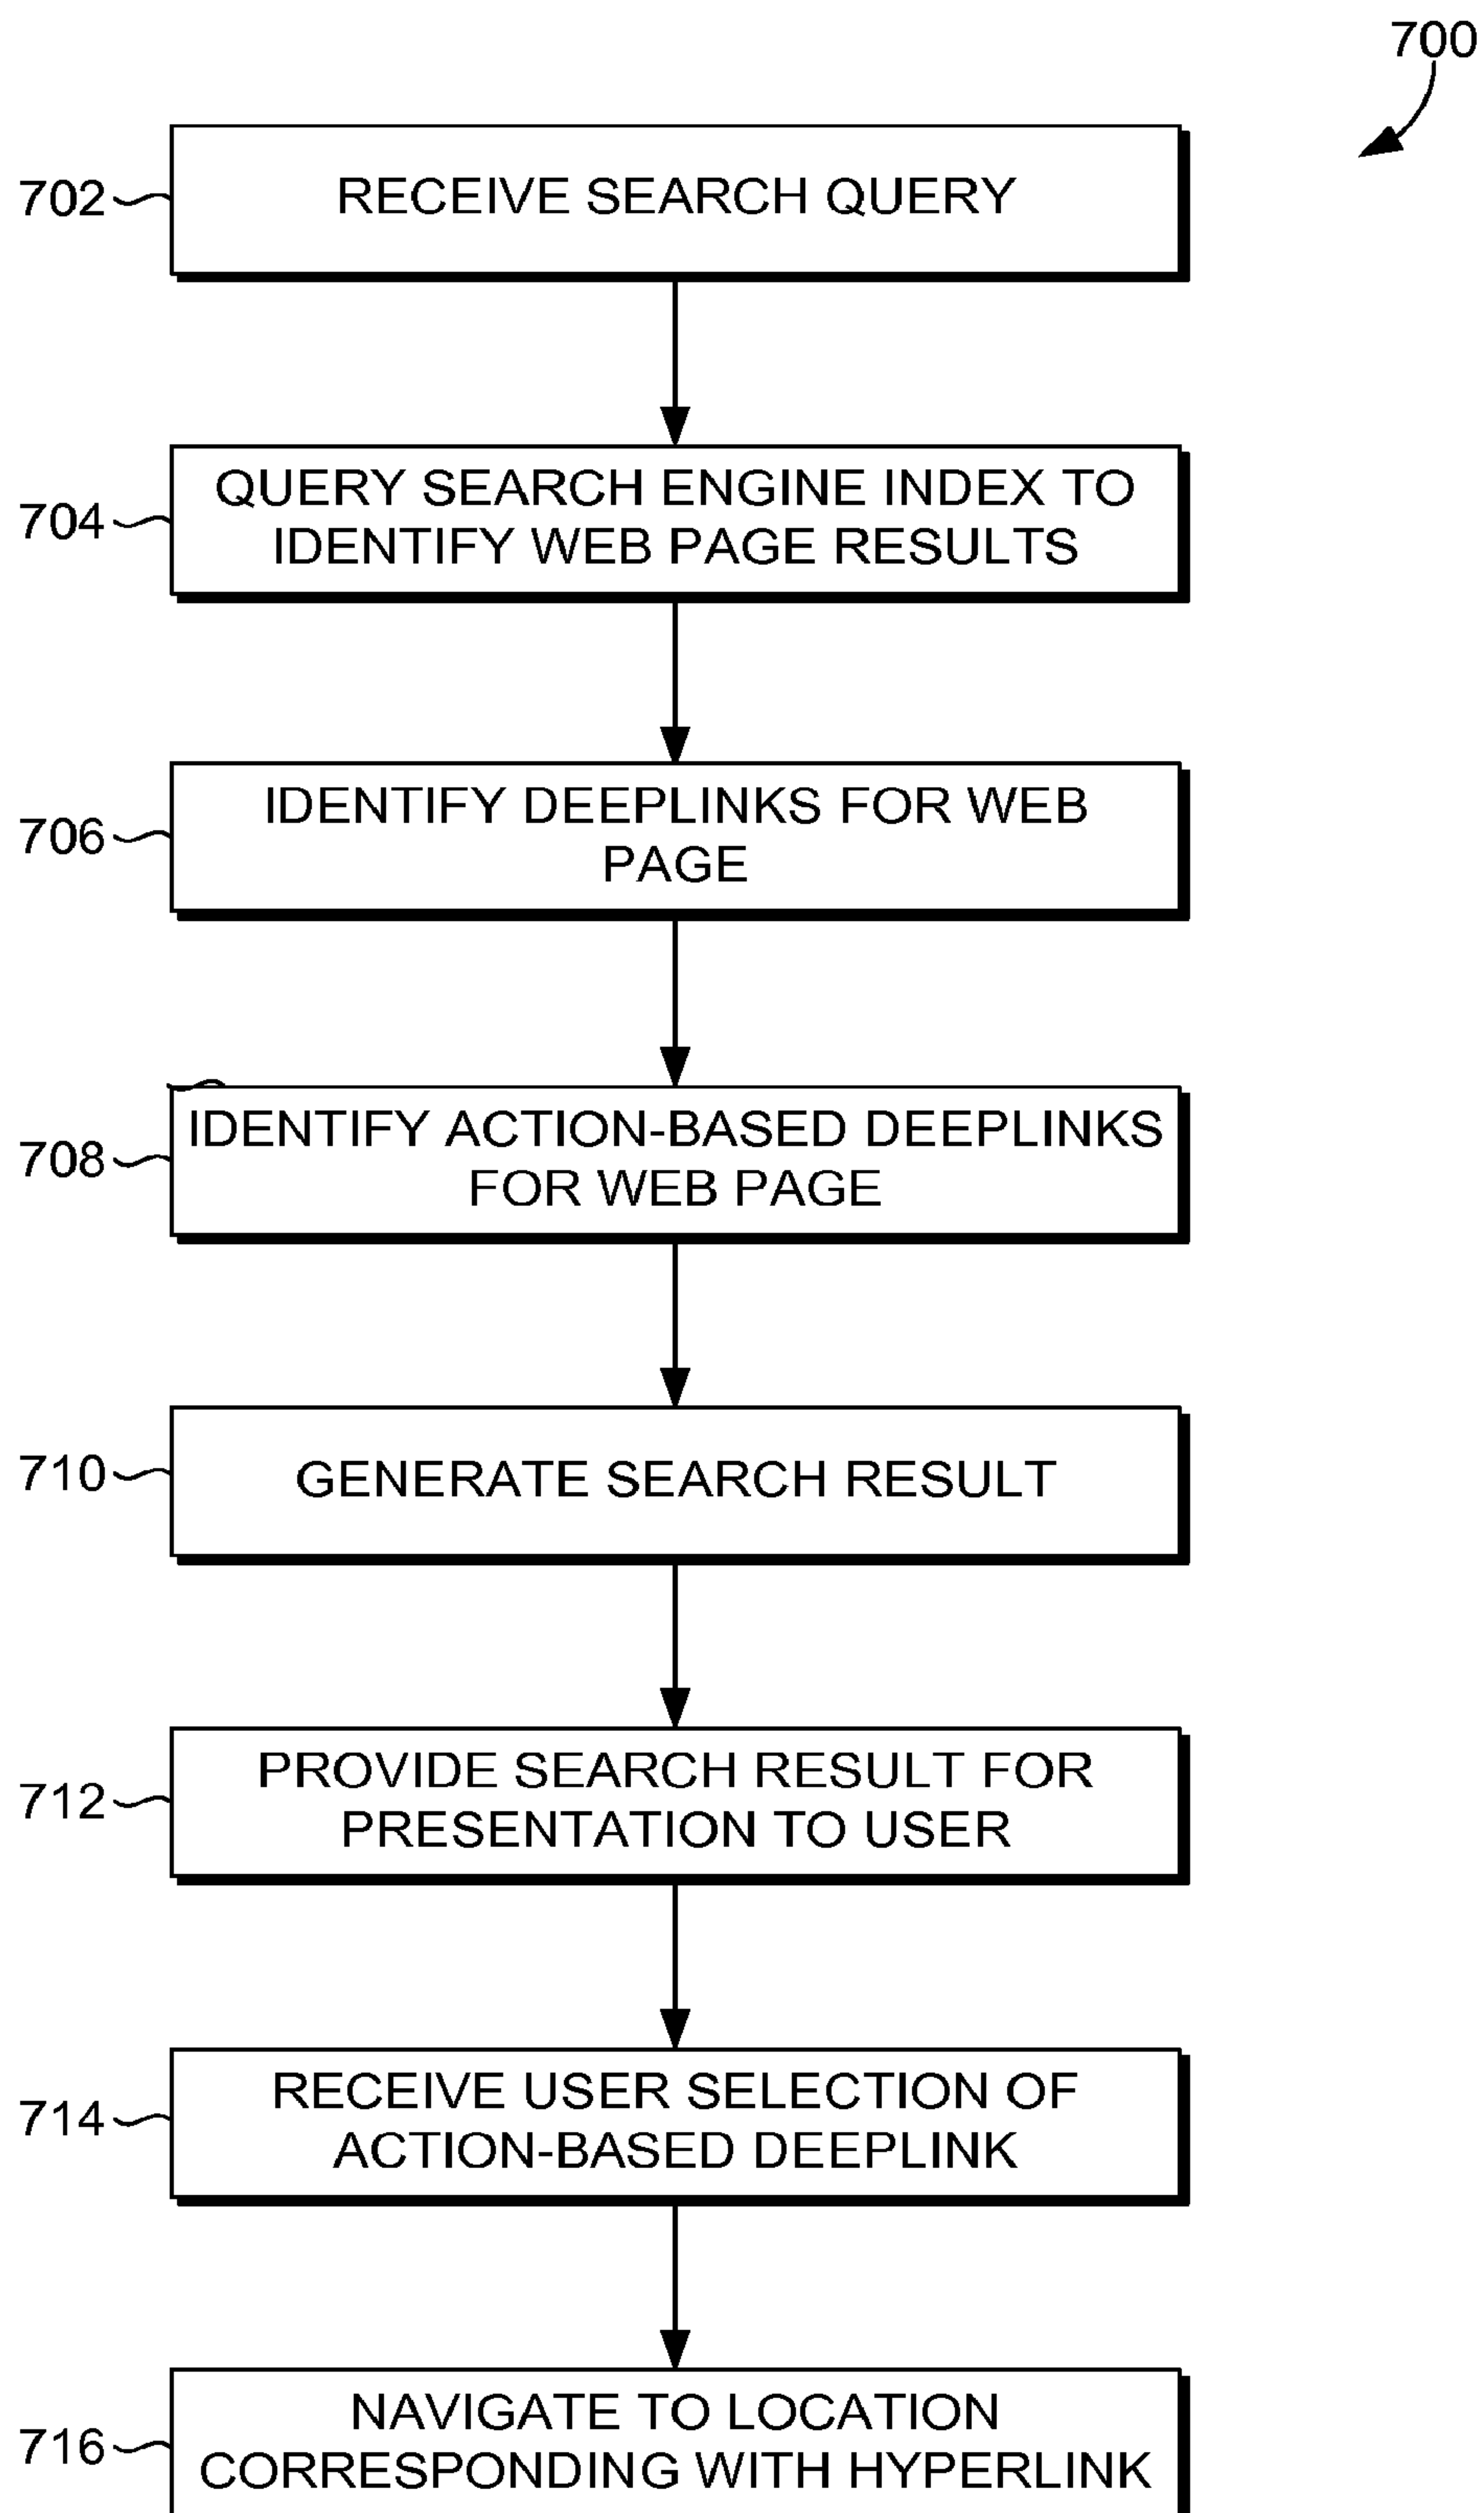 700
702
RECEIVE SEARCH QUERY
704
QUERY SEARCH ENGINE INDEX TO
IDENTIFY WEB PAGE RESULTS
706
IDENTIFY DEEPLINKS FOR WEB
PAGE
708
IDENTIFY ACTION-BASED DEEPLINKS
FOR WEB PAGE
710
GENERATE SEARCH RESULT
712
PROVIDE SEARCH RESULT FOR
PRESENTATION TO USER
714
RECEIVE USER SELECTION OF
ACTION-BASED DEEPLINK
716
NAVIGATE TO LOCATION
CORRESPONDING WITH HYPERLINK